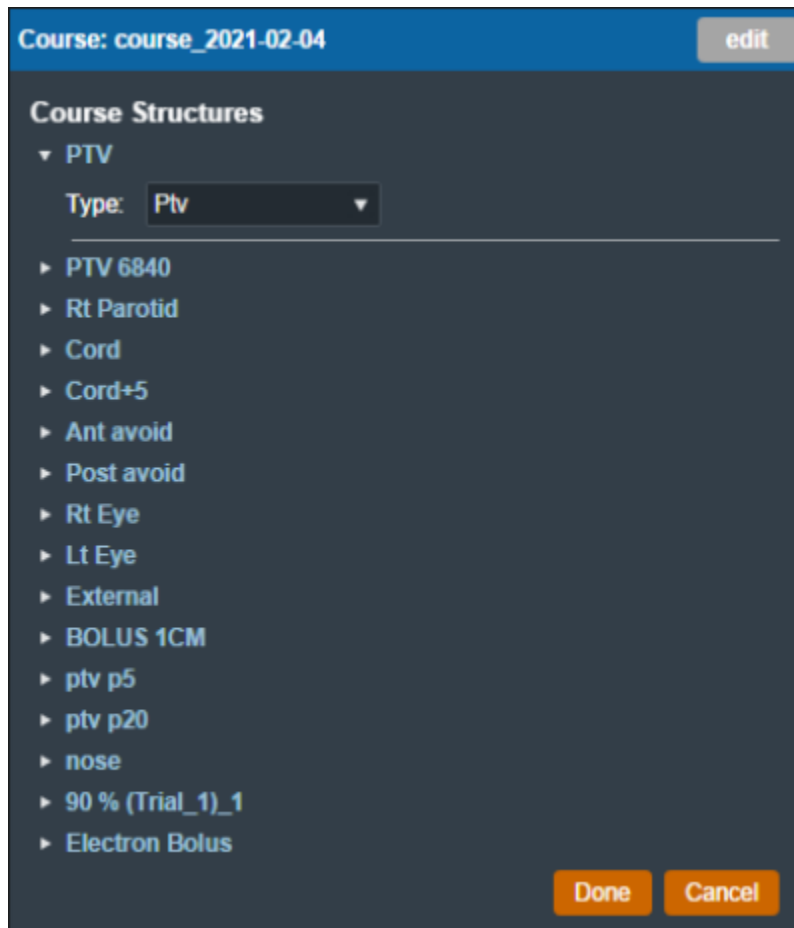 Course: course_2021-02-04 edit
Course Structures
PTV
Type: Ptv
PTV 6840
Rt Parotid
Cord
Cord+5
Ant avoid
Post avoid
Rt Eye
Lt Eye
External
BOLUS 1CM
ptv p5
ptv p20
nose
90 % (Trial_1)_1
Electron Bolus
Done Cancel